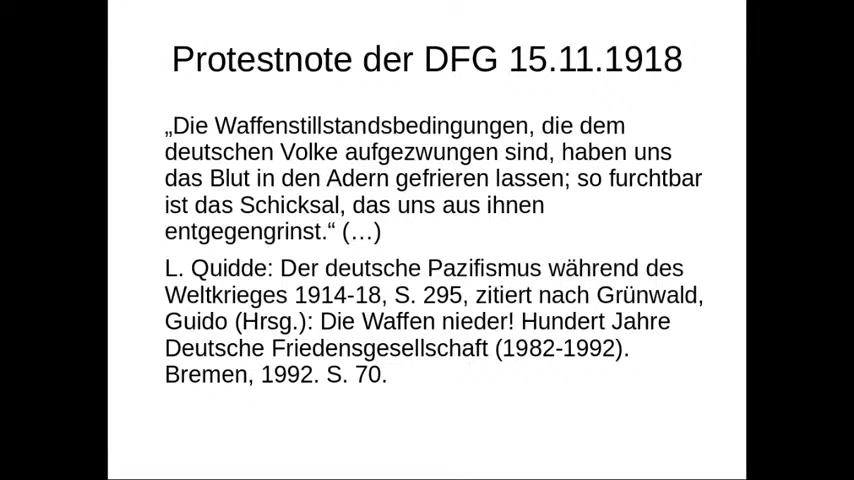 Protestnote der DFG 15.11.1918
„Die Waffenstillstandsbedingungen, die dem
deutschen Volke aufgezwungen sind, haben uns
das Blut in den Adern gefrieren lassen; so furchtbar
ist das Schicksal, das uns aus ihnen
entgegengrinst.“ (…)
L. Quidde: Der deutsche Pazifismus während des
Weltkrieges 1914-18, S. 295, zitiert nach Grünwald,
Guido (Hrsg.): Die Waffen nieder! Hundert Jahre
Deutsche Friedensgesellschaft (1982-1992).
Bremen, 1992. S. 70.